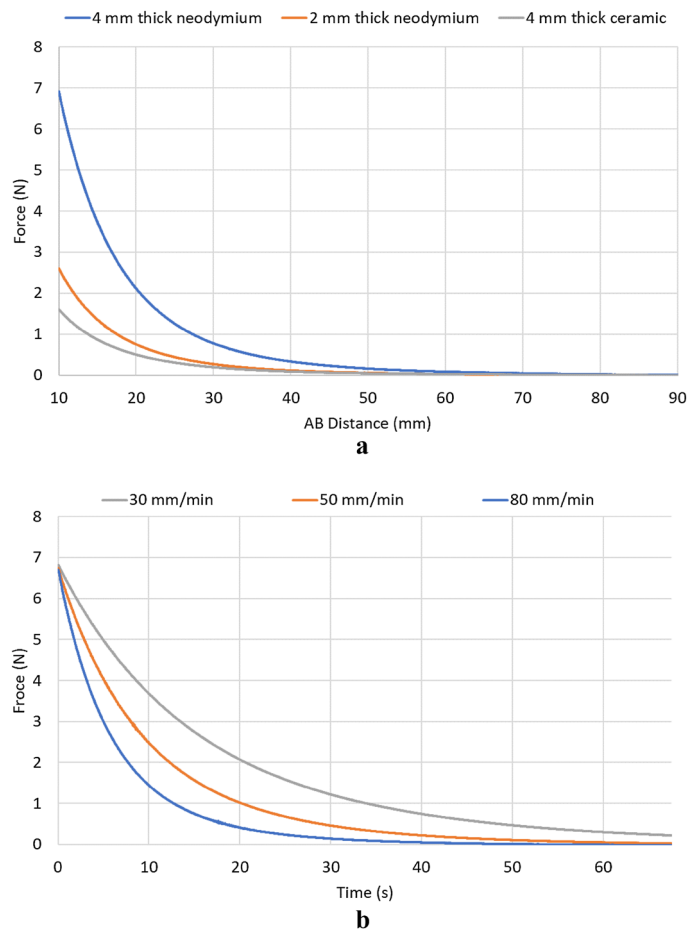 4 mm thick neodymium 2 mm thick neodymium 4 mm thick ceramic
8
7
6
5
4
3
2
1
0
Force (N)
10 20 30 40 50 60 70 80 90
AB Distance (mm)
a
30 mm/min 50 mm/min 80 mm/min
8
7
6
5
4
3
2
1
0
Froce (N)
0 10 20 30 40 50 60
Time (s)
b